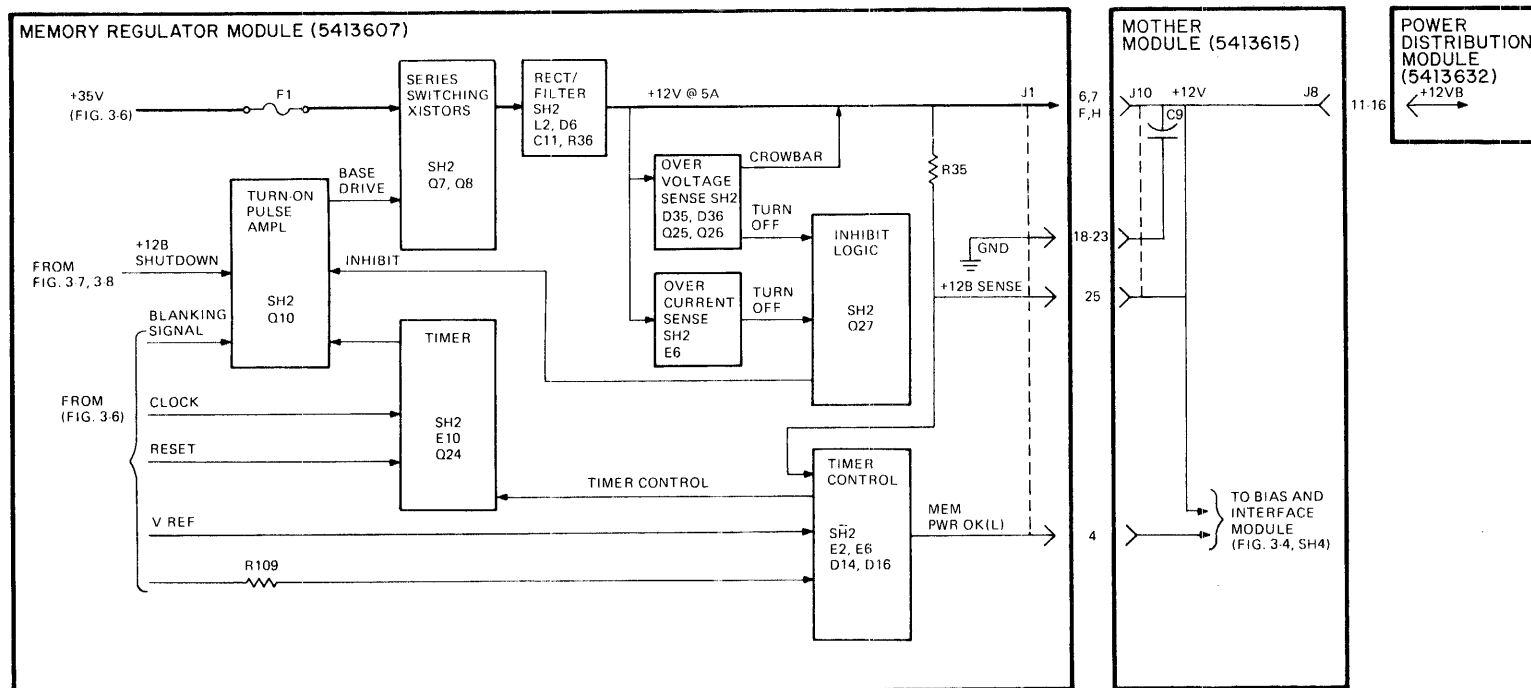 MEMORY REGULATOR MODULE (5413607)
+35V
(FIG. 3-6)
F1
SERIES
SWITCHING
XISTORS
SH2
Q7, Q8
RECT/
FILTER
SH2
L2, D6
C11, R36
+12V @ 5A
J1
BASE
DRIVE
TURN-ON
PULSE
AMPL
SH2
Q10
+12B
SHUTDOWN
FROM
FIG. 3-7, 3-8
INHIBIT
BLANKING
SIGNAL
OVER
VOLTAGE
SENSE SH2
D35, D36
Q25, Q26
CROWBAR
TURN
OFF
OVER
CURRENT
SENSE
SH2
E6
TURN
OFF
INHIBIT
LOGIC
SH2
Q27
R35
GND
+12B SENSE
TIMER
SH2
E10
Q24
FROM
(FIG. 3-6)
CLOCK
RESET
TIMER CONTROL
V REF
R109
TIMER
CONTROL
SH2
E2, E6
D14, D16
MEM
PWR OK(L)
6,7
F,H
18-23
25
4
MOTHER
MODULE (5413615)
J10
+12V
J8
C9
TO BIAS AND
INTERFACE
MODULE
(FIG. 3-4, SH4)
11-16
POWER
DISTRIBUTION
MODULE
(5413632)
+12VB